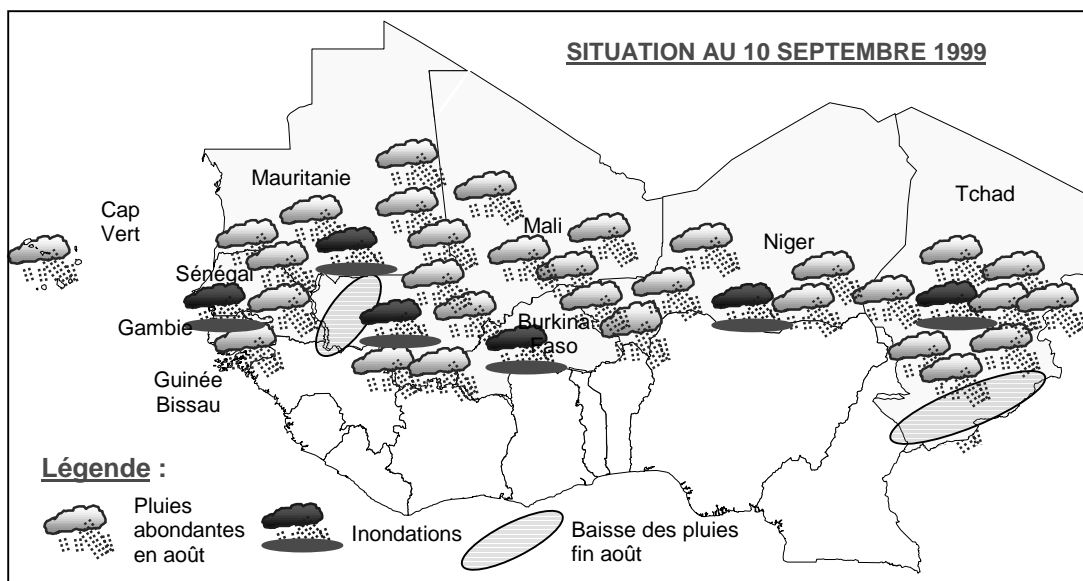 SITUATION AU 10 SEPTEMBRE 1999
Mauritanie
Tchad
Cap
Vert
Mali
Niger
Sénégal
Gambie
Burkina
Faso
Guinée
Bissau
Légende :
Pluies
abondantes
en août
Inondations
Baisse des pluies
fin août